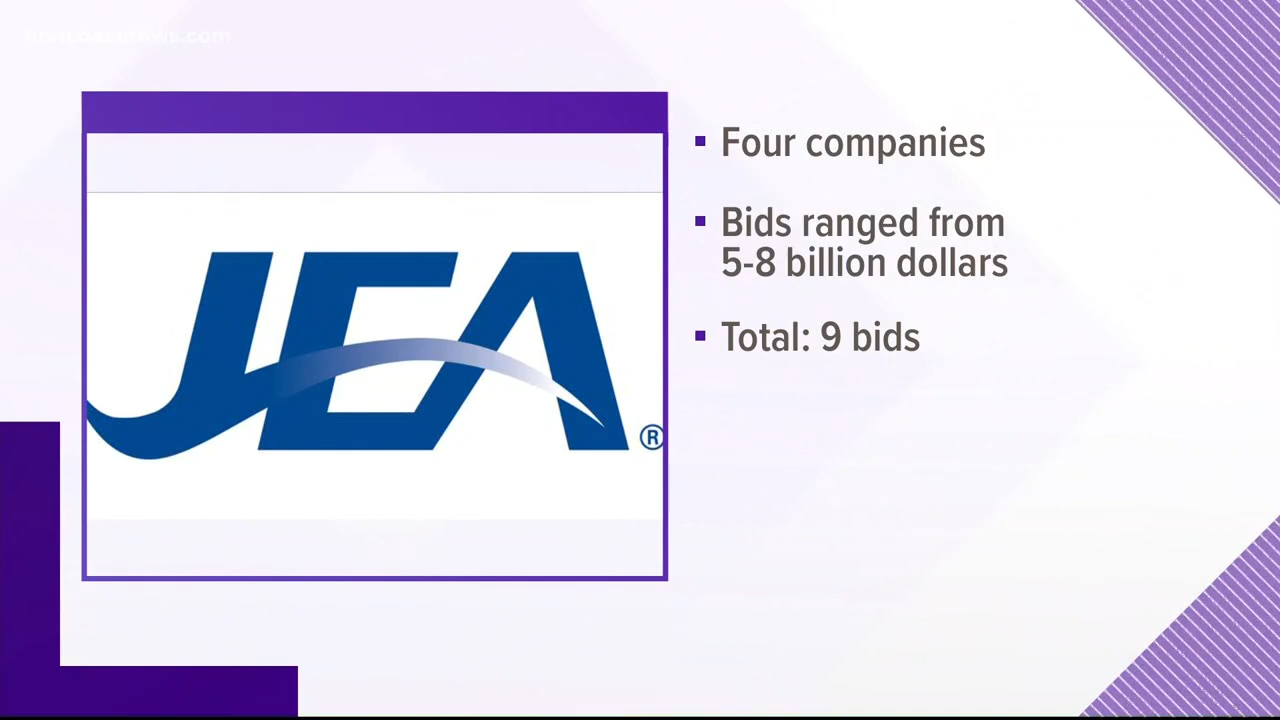 JEA
®
Four companies
Bids ranged from
5-8 billion dollars
Total: 9 bids